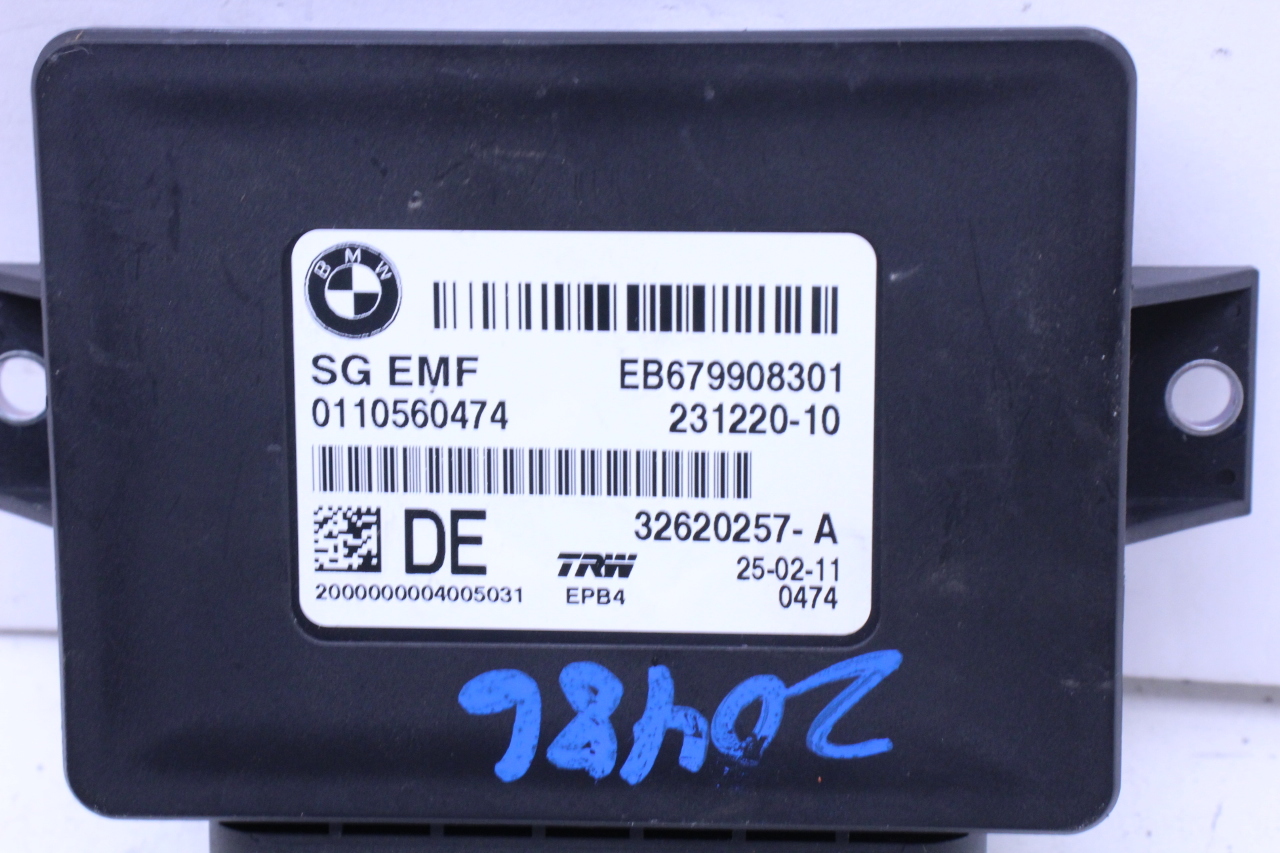 BMW
SG EMF EB679908301
0110560474 231220-10
DE 32620257-A
TRW 25-02-11
2000000004005031 EPB4 0474
20486